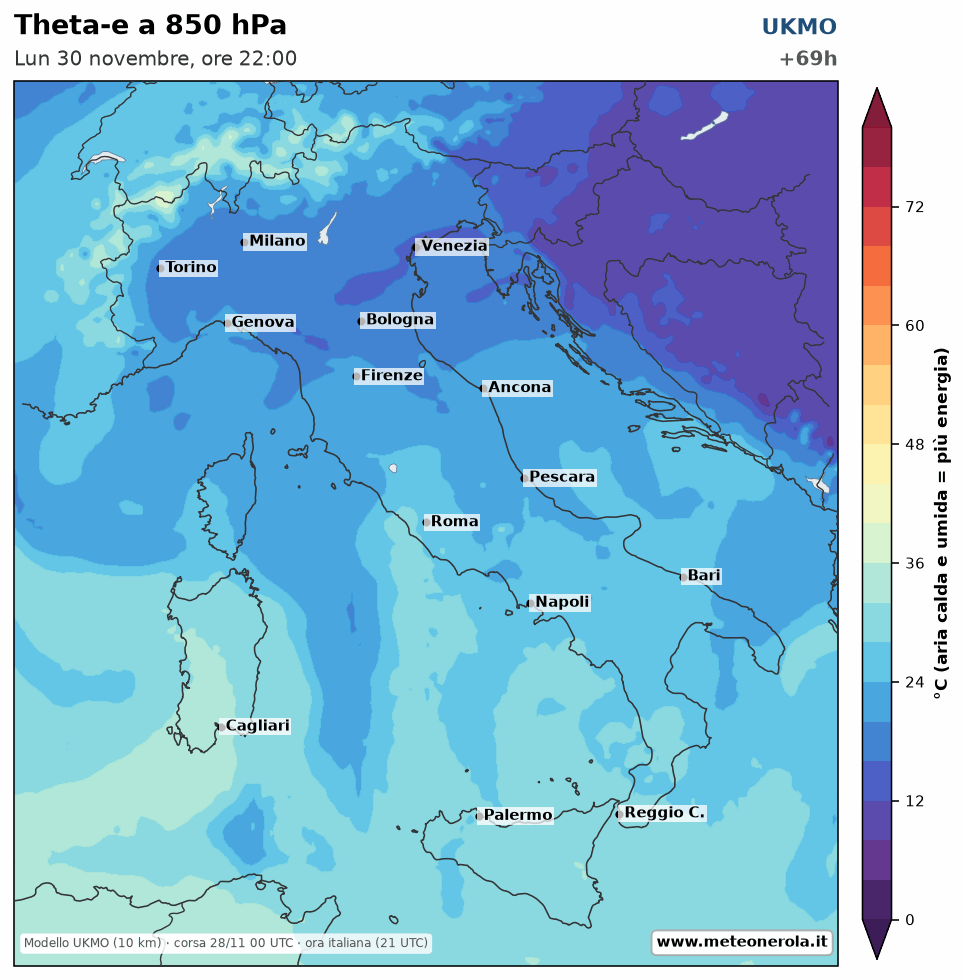 Theta-e a 850 hPa
UKMO
Lun 30 novembre, ore 22:00
+69h
Milano
Venezia
Torino
Genova
Bologna
Firenze
Ancona
Pescara
Roma
Bari
Napoli
Cagliari
Palermo
Reggio C.
72
60
48
36
24
12
0
°C (aria calda e umida = più energia)
Modello UKMO (10 km) · corsa 28/11 00 UTC · ora italiana (21 UTC)
www.meteonerola.it